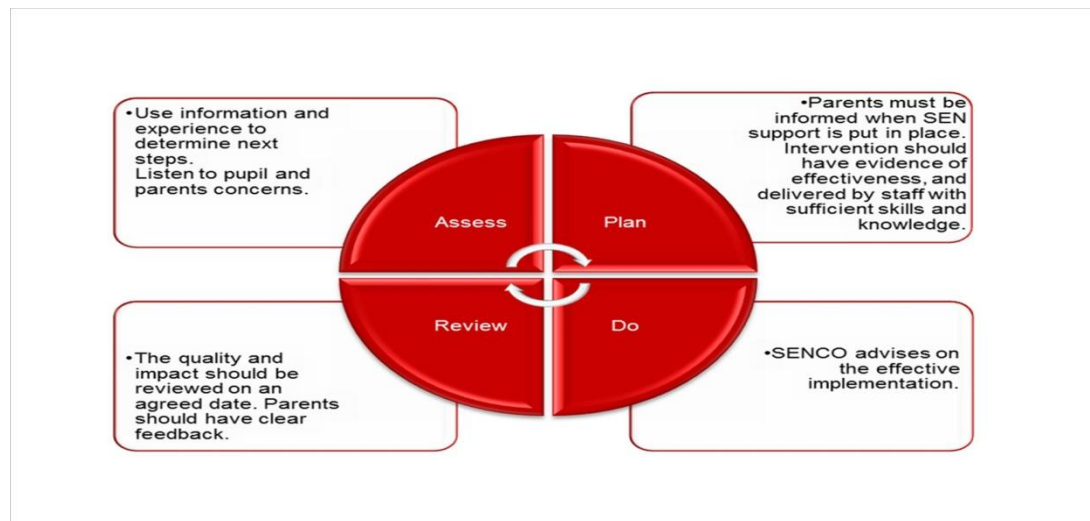 •Use information and
experience to
determine next
steps.
Listen to pupil and
parents concerns.
•Parents must be
informed when SEN
support is put in place.
Intervention should
have evidence of
effectiveness, and
delivered by staff with
sufficient skills and
knowledge.
Assess
Plan
Review
Do
•The quality and
impact should be
reviewed on an
agreed date. Parents
should have clear
feedback.
•SENCO advises on
the effective
implementation.